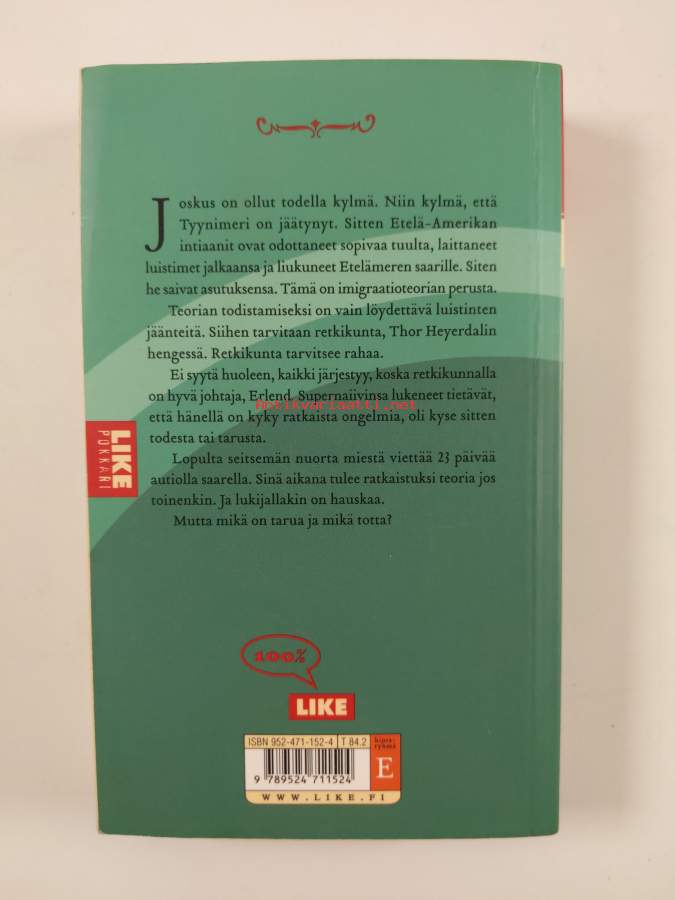 Joskus on ollut todella kylmä. Niin kylmä, että
Tyynimeri on jäätynyt. Sitten Etelä-Amerikan
intiaanit ovat odottaneet sopivaa tuulta, laittaneet
luistimet jalkaansa ja liukuneet Etelämeren saarille. Siten
he saivat asutuksensa. Tämä on imigraatioteorian perusta.
Teorian todistamiseksi on vain löydettävä luistinten
jäänteitä. Siihen tarvitaan retkikunta, Thor Heyerdalin
hengessä. Retkikunta tarvitsee rahaa.
Ei syytä huoleen, kaikki järjestyy, koska retkikunnalla
on hyvä johtaja, Erlend. Supernaiivinsa lukeneet tietävät,
antikvariaatti.net
että hänellä on kyky ratkaista ongelmia, oli kyse sitten
todesta tai tarusta.
Lopulta seitsemän nuorta miestä viettää 23 päivää
autiolla saarella. Sinä aikana tulee ratkaistuksi teoria jos
toinenkin. Ja lukijallakin on hauskaa.
Mutta mikä on tarua ja mikä totta?
LIKE
POKKARI
100%
LIKE
ISBN 952-471-152-4 T 84.2
9 789524 711524
hinta-
ryhmä
E
WWW.LIKE.FI